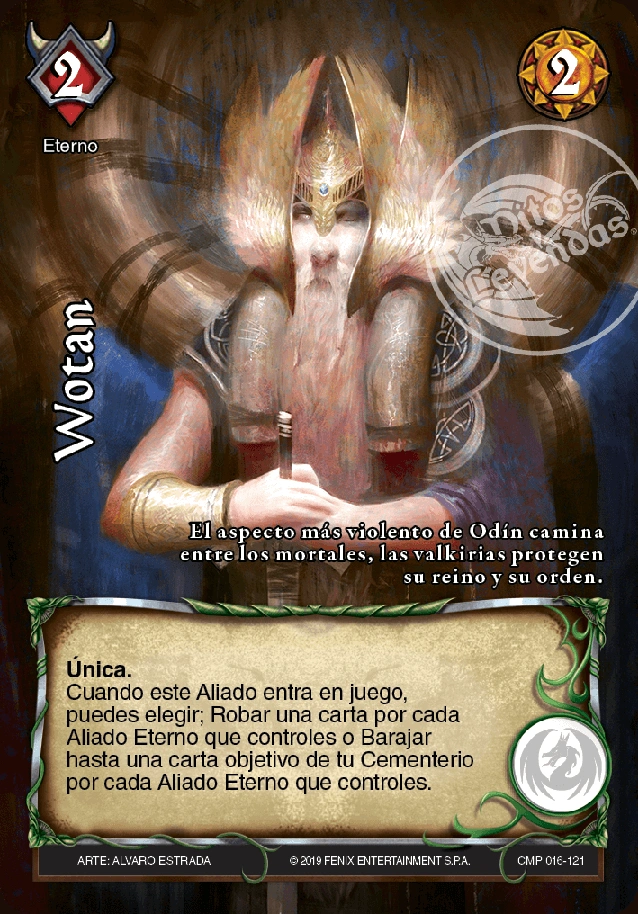 2
2
Eterno
Mitos
y
Leyendas
Wotan
El aspecto más violento de Odín camina
entre los mortales, las valkirias protegen
su reino y su orden.
Única.
Cuando este Aliado entra en juego,
puedes elegir; Robar una carta por cada
Aliado Eterno que controles o Barajar
hasta una carta objetivo de tu Cementerio
por cada Aliado Eterno que controles.
ARTE: ALVARO ESTRADA
© 2019 FENIX ENTERTAINMENT S.P.A.
CMP 016-121